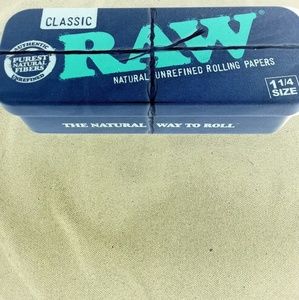 CLASSIC
RAW
AUTHENTIC
PUREST
NATURAL
FIBERS
UNREFINED
NATURAL UNREFINED ROLLING PAPERS
1 1/4
SIZE
THE NATURAL WAY TO ROLL